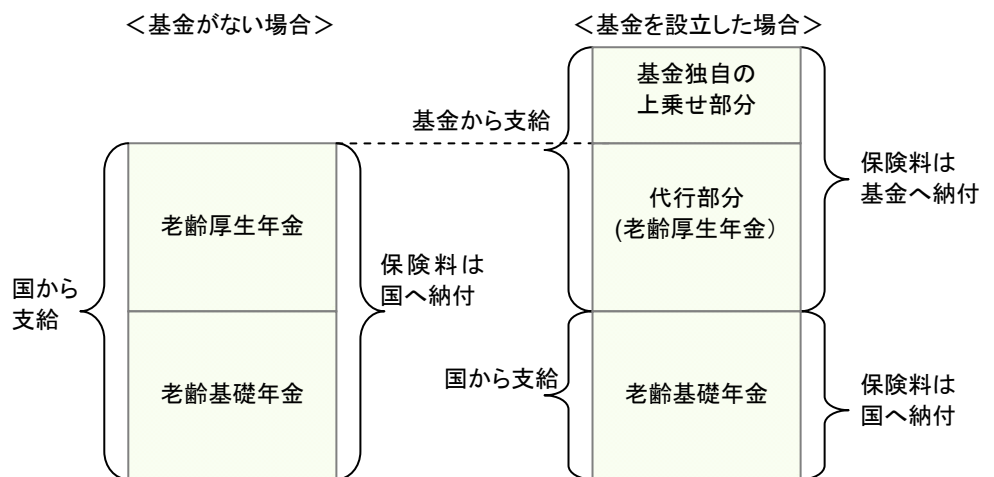 ＜基金がない場合＞
老齢厚生年金
老齢基礎年金
国から
支給
保険料は
国へ納付
＜基金を設立した場合＞
基金から支給
基金独自の
上乗せ部分
代行部分
(老齢厚生年金）
保険料は
基金へ納付
国から支給
老齢基礎年金
保険料は
国へ納付